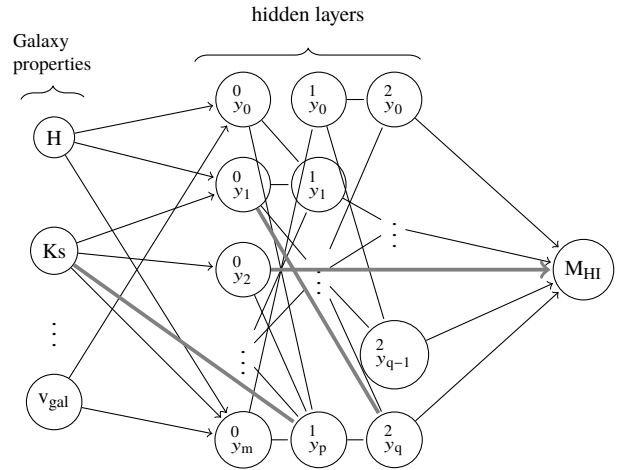 hidden layers
Galaxy
properties
H
Ks
⋮
v_gal
^0 y_0
^1 y_0
^2 y_0
^0 y_1
^1 y_1
⋮
^0 y_2
⋮
^2 y_q−1
⋮
^0 y_m
^1 y_p
^2 y_q
M_HI